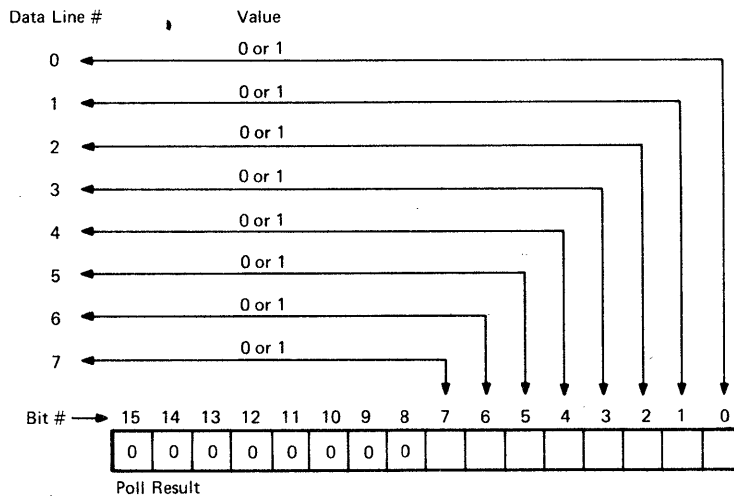 Data Line # Value
0 0 or 1
1 0 or 1
2 0 or 1
3 0 or 1
4 0 or 1
5 0 or 1
6 0 or 1
7 0 or 1
Bit # 15 14 13 12 11 10 9 8 7 6 5 4 3 2 1 0
0 0 0 0 0 0 0 0
Poll Result